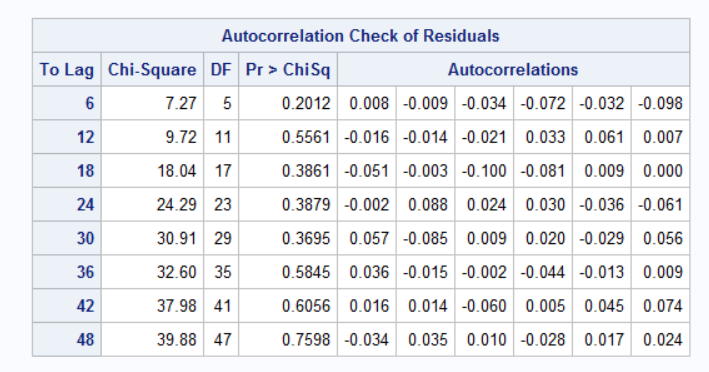 Autocorrelation Check of Residuals
To Lag Chi-Square DF Pr > ChiSq Autocorrelations
6 7.27 5 0.2012 0.008 -0.009 -0.034 -0.072 -0.032 -0.098
12 9.72 11 0.5561 -0.016 -0.014 -0.021 0.033 0.061 0.007
18 18.04 17 0.3861 -0.051 -0.003 -0.100 -0.081 0.009 0.000
24 24.29 23 0.3879 -0.002 0.088 0.024 0.030 -0.036 -0.061
30 30.91 29 0.3695 0.057 -0.085 0.009 0.020 -0.029 0.056
36 32.60 35 0.5845 0.036 -0.015 -0.002 -0.044 -0.013 0.009
42 37.98 41 0.6056 0.016 0.014 -0.060 0.005 0.045 0.074
48 39.88 47 0.7598 -0.034 0.035 0.010 -0.028 0.017 0.024